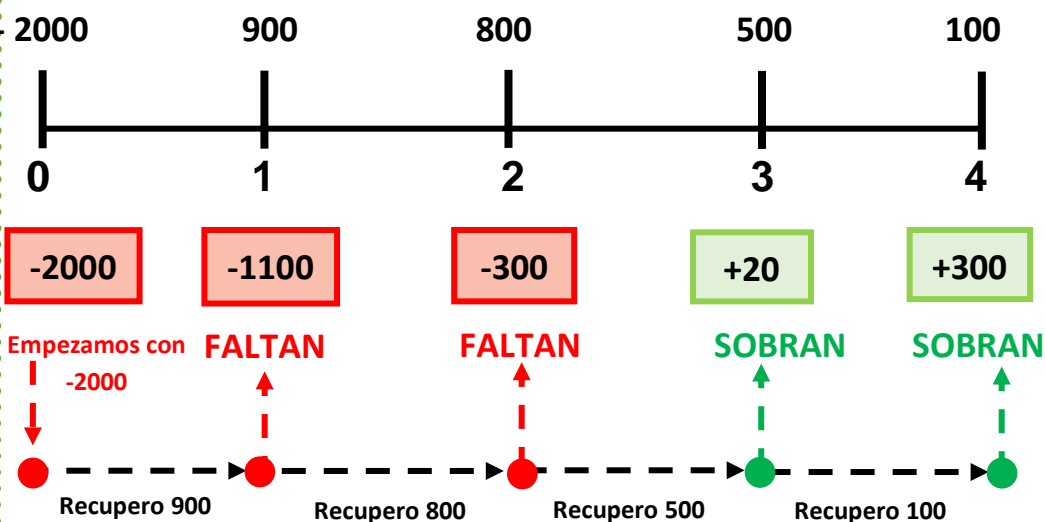 - 2000 900 800 500 100
0 1 2 3 4
-2000 -1100 -300 +20 +300
Empezamos con
-2000
FALTAN FALTAN SOBRAN SOBRAN
Recupero 900 Recupero 800 Recupero 500 Recupero 100